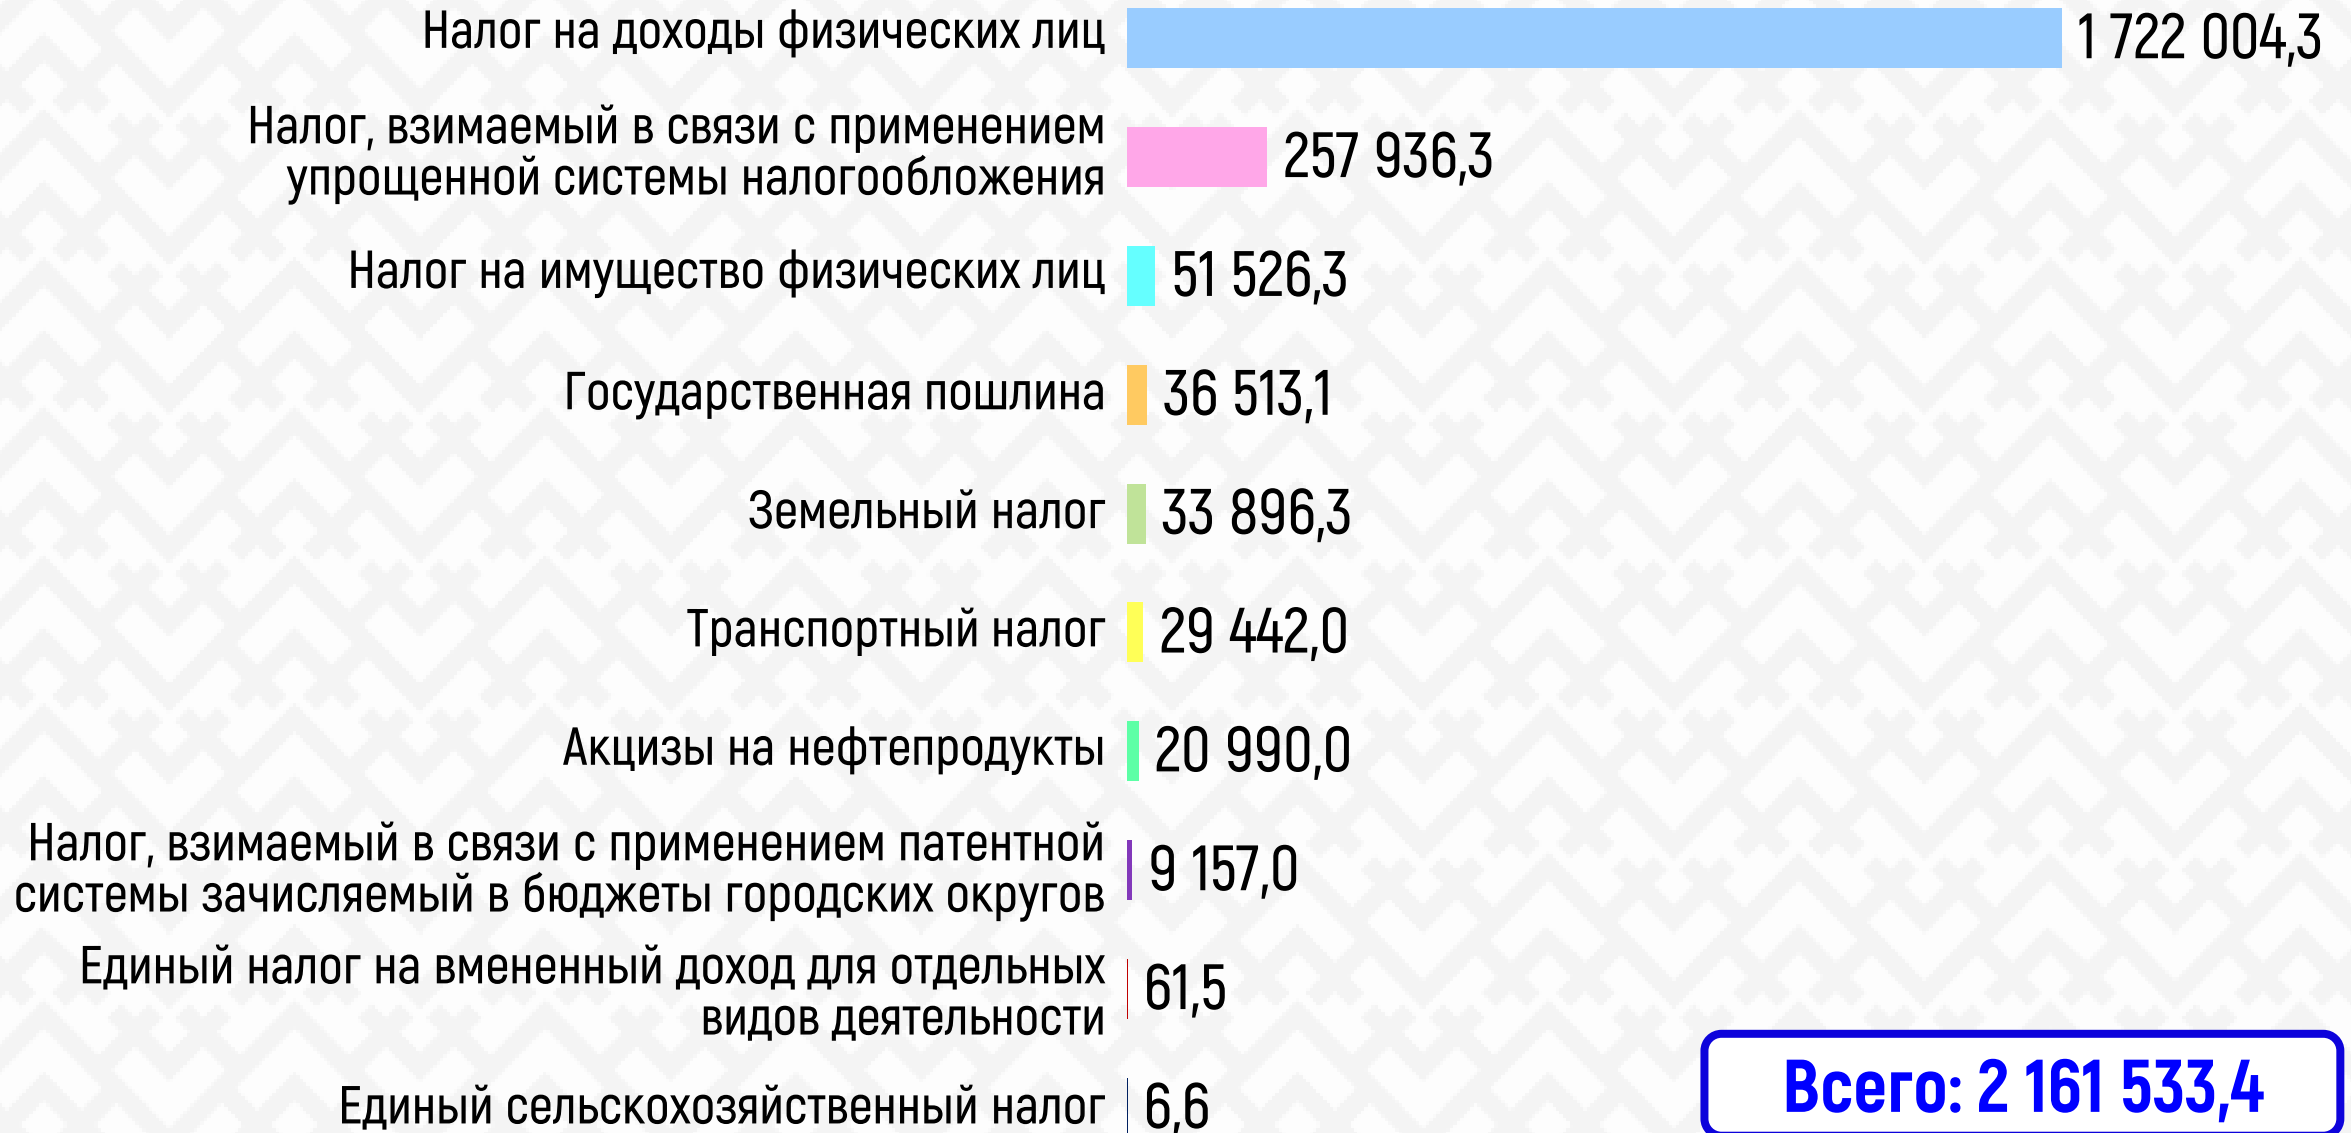 Налог на доходы физических лиц
1 722 004,3
Налог, взимаемый в связи с применением
упрощенной системы налогообложения
257 936,3
Налог на имущество физических лиц
51 526,3
Государственная пошлина
36 513,1
Земельный налог
33 896,3
Транспортный налог
29 442,0
Акцизы на нефтепродукты
20 990,0
Налог, взимаемый в связи с применением патентной
системы зачисляемый в бюджеты городских округов
9 157,0
Единый налог на вмененный доход для отдельных
видов деятельности
61,5
Единый сельскохозяйственный налог
6,6
Всего: 2 161 533,4